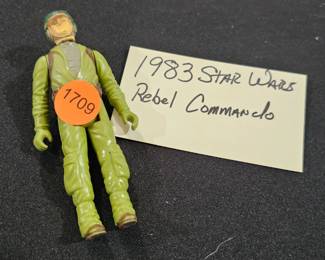 1983 STAR WARS
Rebel Commando
1709